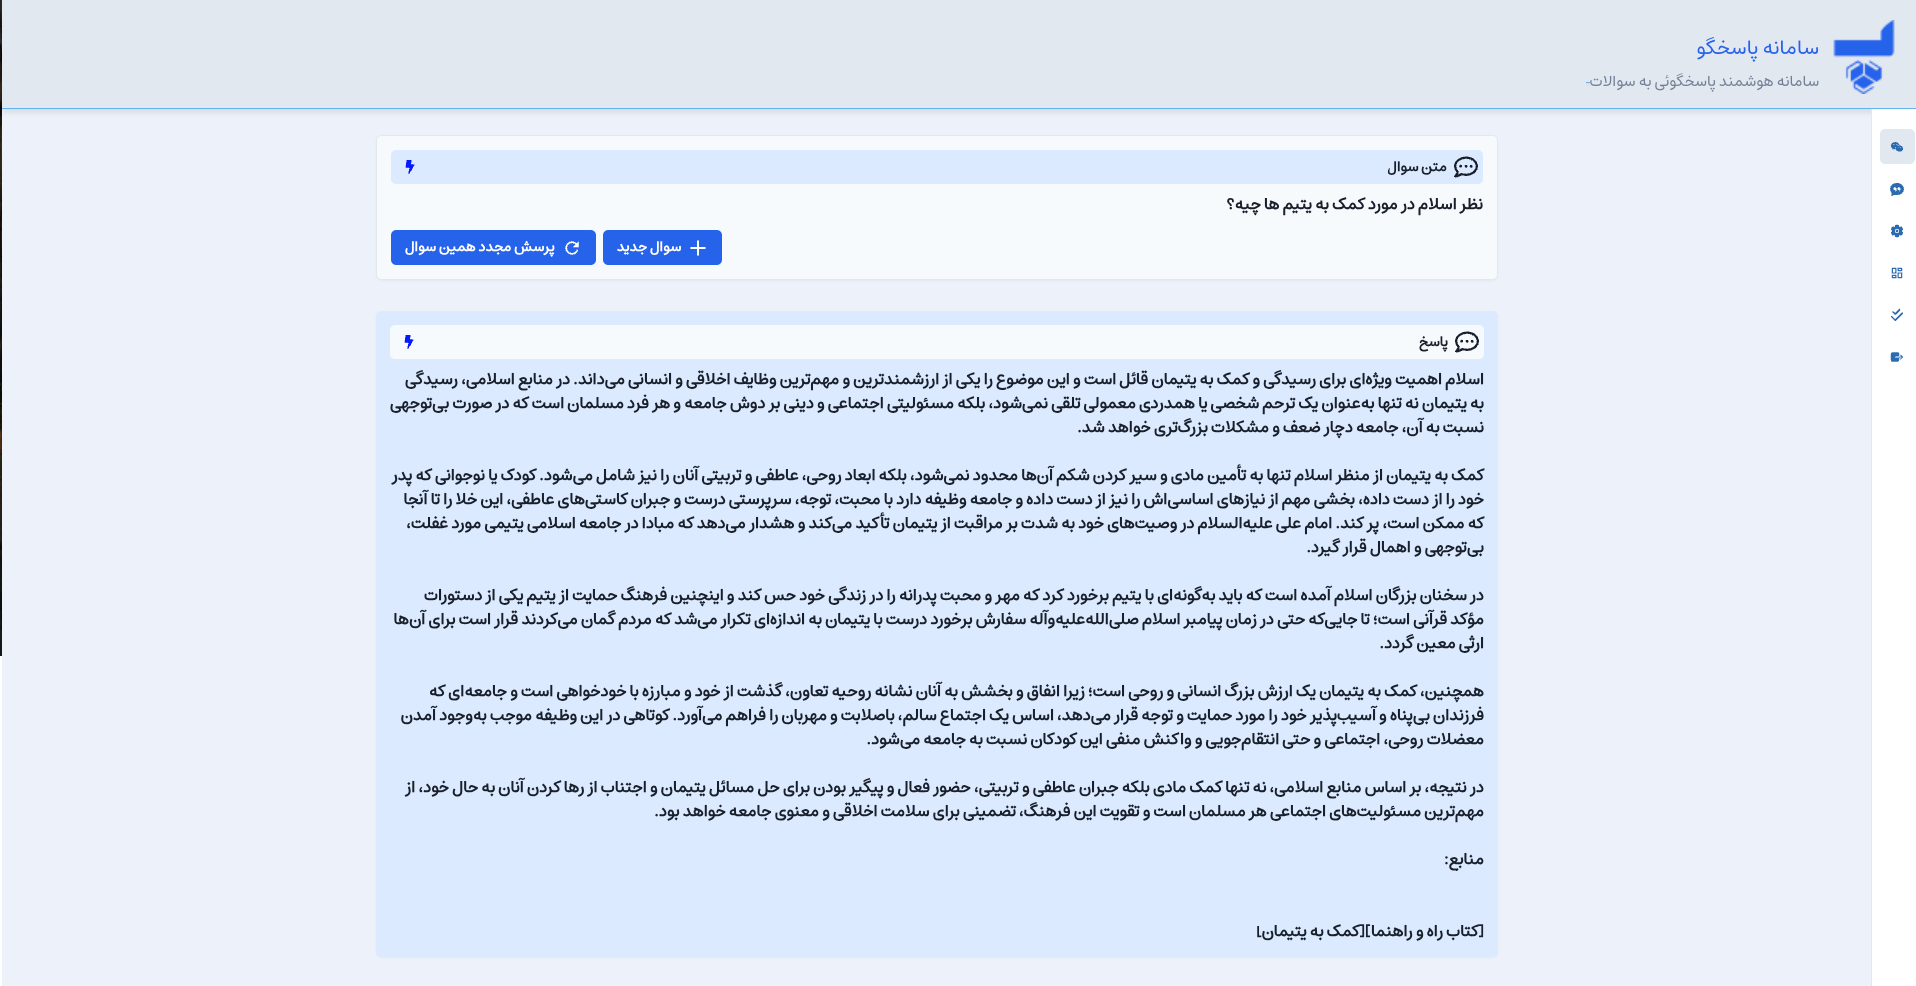 سامانه پاسخگو
سامانه هوشمند پاسخگوئی به سوالات-
متن سوال
نظر اسلام در مورد کمک به یتیم ها چیه؟
سوال جدید
پرسش مجدد همین سوال
پاسخ
اسلام اهمیت ویژه‌ای برای رسیدگی و کمک به یتیمان قائل است و این موضوع را یکی از ارزشمندترین و مهم‌ترین وظایف اخلاقی و انسانی می‌داند. در منابع اسلامی، رسیدگی
به یتیمان نه تنها به‌عنوان یک ترحم شخصی یا همدردی معمولی تلقی نمی‌شود، بلکه مسئولیتی اجتماعی و دینی بر دوش جامعه و هر فرد مسلمان است که در صورت بی‌توجهی
نسبت به آن، جامعه دچار ضعف و مشکلات بزرگ‌تری خواهد شد.
کمک به یتیمان از منظر اسلام تنها به تأمین مادی و سیر کردن شکم آن‌ها محدود نمی‌شود، بلکه ابعاد روحی، عاطفی و تربیتی آنان را نیز شامل می‌شود. کودک یا نوجوانی که پدر
خود را از دست داده، بخشی مهم از نیازهای اساسی‌اش را نیز از دست داده و جامعه وظیفه دارد با محبت، توجه، سرپرستی درست و جبران کاستی‌های عاطفی، این خلا را تا آنجا
که ممکن است، پر کند. امام علی علیه‌السلام در وصیت‌های خود به شدت بر مراقبت از یتیمان تأکید می‌کند و هشدار می‌دهد که مبادا در جامعه اسلامی یتیمی مورد غفلت،
بی‌توجهی و اهمال قرار گیرد.
در سخنان بزرگان اسلام آمده است که باید به‌گونه‌ای با یتیم برخورد کرد که مهر و محبت پدرانه را در زندگی خود حس کند و اینچنین فرهنگ حمایت از یتیم یکی از دستورات
مؤکد قرآنی است؛ تا جایی‌که حتی در زمان پیامبر اسلام صلی‌الله‌علیه‌وآله سفارش برخورد درست با یتیمان به اندازه‌ای تکرار می‌شد که مردم گمان می‌کردند قرار است برای آن‌ها
ارثی معین گردد.
همچنین، کمک به یتیمان یک ارزش بزرگ انسانی و روحی است؛ زیرا انفاق و بخشش به آنان نشانه روحیه تعاون، گذشت از خود و مبارزه با خودخواهی است و جامعه‌ای که
فرزندان بی‌پناه و آسیب‌پذیر خود را مورد حمایت و توجه قرار می‌دهد، اساس یک اجتماع سالم، باصلابت و مهربان را فراهم می‌آورد. کوتاهی در این وظیفه موجب به‌وجود آمدن
معضلات روحی، اجتماعی و حتی انتقام‌جویی و واکنش منفی این کودکان نسبت به جامعه می‌شود.
در نتیجه، بر اساس منابع اسلامی، نه تنها کمک مادی بلکه جبران عاطفی و تربیتی، حضور فعال و پیگیر بودن برای حل مسائل یتیمان و اجتناب از رها کردن آنان به حال خود، از
مهم‌ترین مسئولیت‌های اجتماعی هر مسلمان است و تقویت این فرهنگ، تضمینی برای سلامت اخلاقی و معنوی جامعه خواهد بود.
منابع:
[کتاب راه و راهنما][کمک به یتیمان]